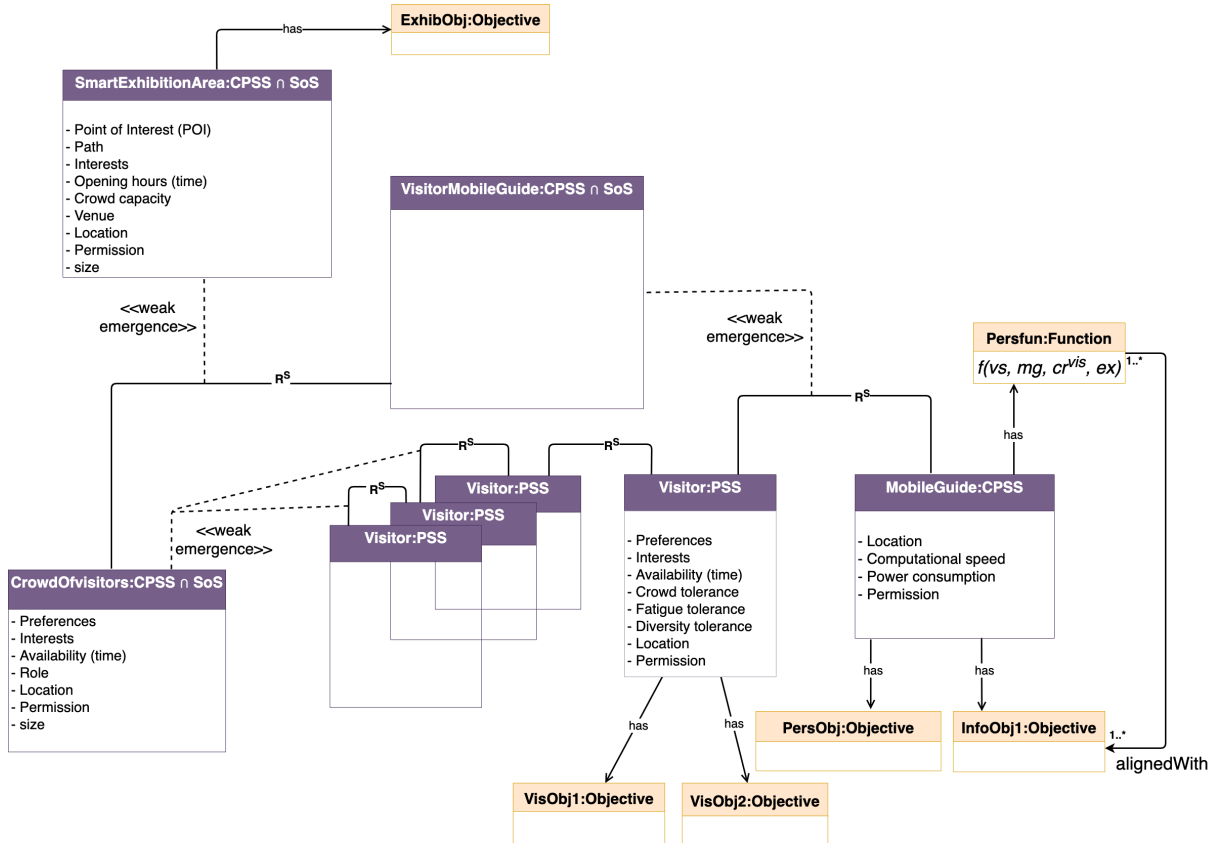 ExhibObj:Objective
has
SmartExhibitionArea:CPSS ∩ SoS
- Point of Interest (POI)
- Path
- Interests
- Opening hours (time)
- Crowd capacity
- Venue
- Location
- Permission
- size
VisitorMobileGuide:CPSS ∩ SoS
<<weak
emergence>>
<<weak
emergence>>
Persfun:Function
f(vs, mg, cr^vis, ex)
1..*
R^S
R^S
has
R^S
R^S
R^S
Visitor:PSS
Visitor:PSS
Visitor:PSS
<<weak
emergence>>
Visitor:PSS
- Preferences
- Interests
- Availability (time)
- Crowd tolerance
- Fatigue tolerance
- Diversity tolerance
- Location
- Permission
MobileGuide:CPSS
- Location
- Computational speed
- Power consumption
- Permission
CrowdOfvisitors:CPSS ∩ SoS
- Preferences
- Interests
- Availability (time)
- Role
- Location
- Permission
- size
has
has
has
has
PersObj:Objective
InfoObj1:Objective
1..*
alignedWith
VisObj1:Objective
VisObj2:Objective